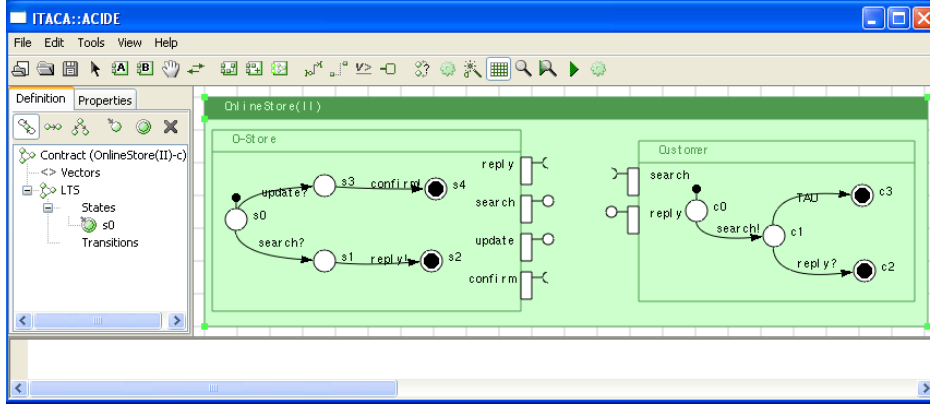 ITACA::ACIDE
File Edit Tools View Help
Definition Properties
Contract (OnlineStore(II)-c)
<> Vectors
LTS
States
s0
Transitions
OnlineStore(II)
O-Store
update?
s3
confirm!
s4
s0
search?
s1
reply!
s2
reply
search
update
confirm
Customer
search
reply
c0
search!
c1
TAU
c3
reply?
c2